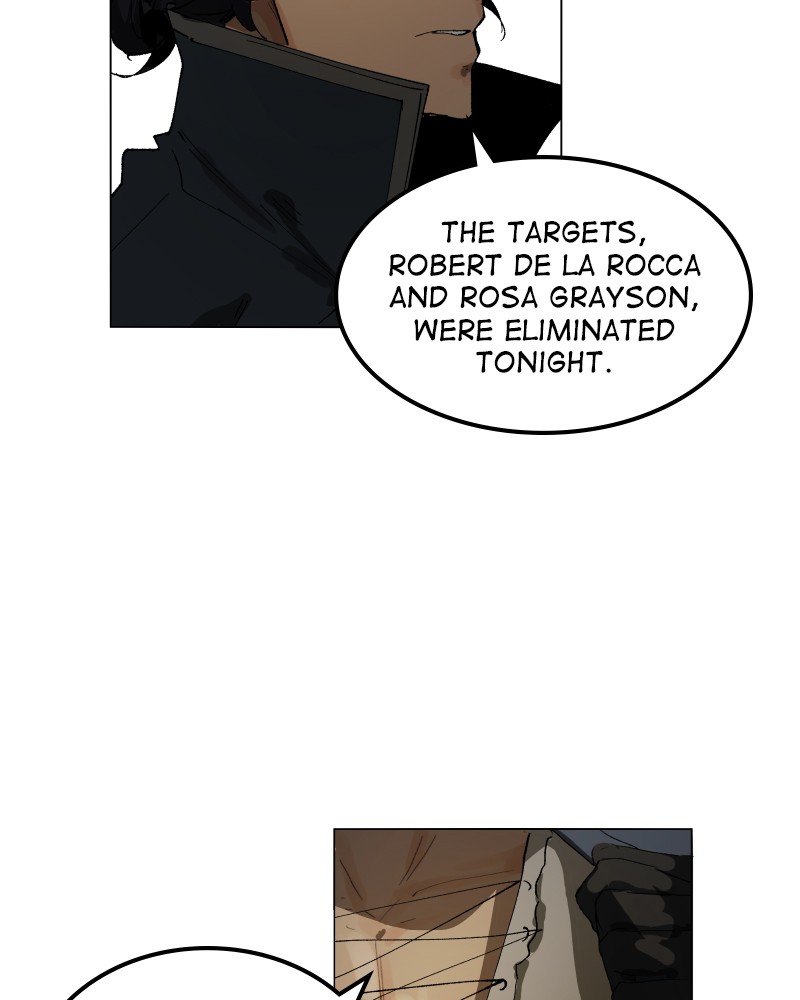 THE TARGETS,
ROBERT DE LA ROCCA
AND ROSA GRAYSON,
WERE ELIMINATED
TONIGHT.